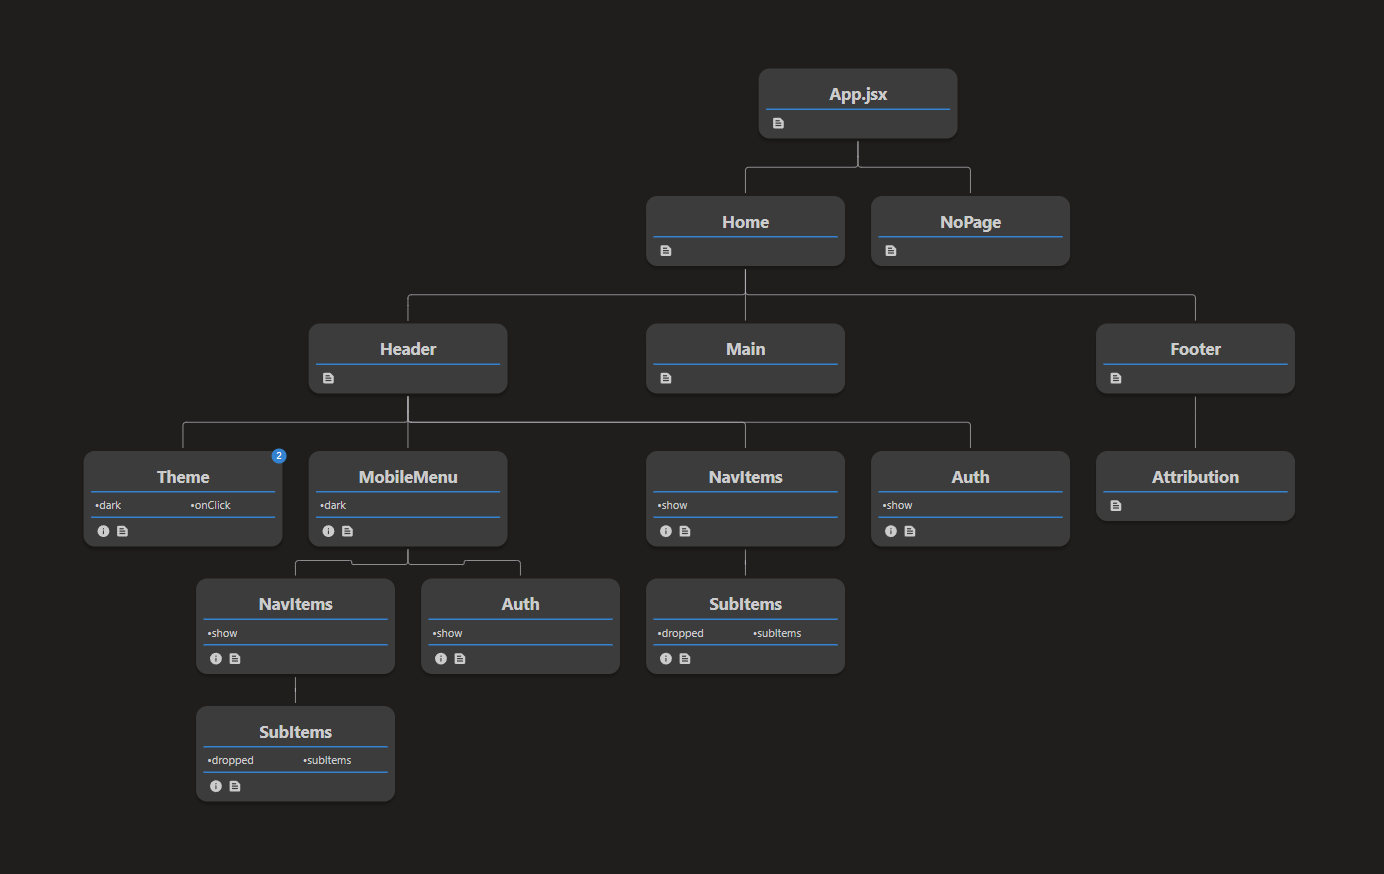 App.jsx
Home
NoPage
Header
Main
Footer
2
Theme
•dark •onClick
MobileMenu
•dark
NavItems
•show
Auth
•show
Attribution
NavItems
•show
Auth
•show
SubItems
•dropped •subItems
SubItems
•dropped •subItems